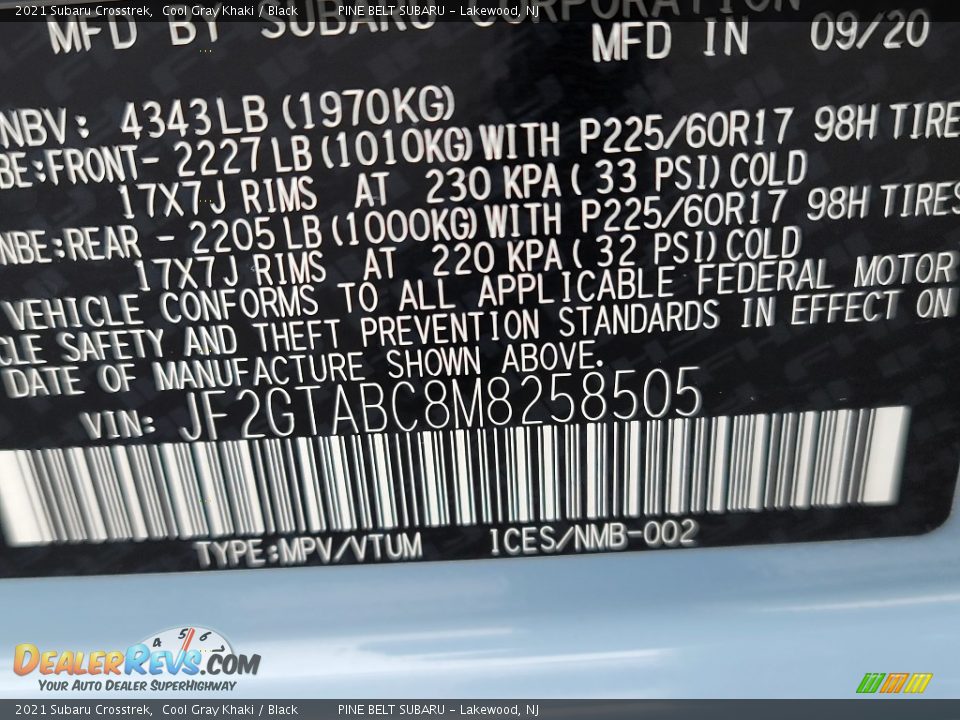 2021 Subaru Crosstrek, Cool Gray Khaki / Black PINE BELT SUBARU - Lakewood, NJ
MFD BY SUBARU CORPORATION
MFD IN 09/20
NBV: 4343LB (1970KG)
BE:FRONT- 2227 LB (1010KG) WITH P225/60R17 98H TIRE
17X7J RIMS AT 230 KPA ( 33 PSI) COLD
NBE:REAR - 2205 LB (1000KG) WITH P225/60R17 98H TIRES
17X7J RIMS AT 220 KPA ( 32 PSI) COLD
VEHICLE CONFORMS TO ALL APPLICABLE FEDERAL MOTOR
CLE SAFETY AND THEFT PREVENTION STANDARDS IN EFFECT ON
DATE OF MANUFACTURE SHOWN ABOVE.
VIN: JF2GTABC8M8258505
TYPE:MPV/VTUM ICES/NMB-002
4 5 6
DEALERREVS.COM
YOUR AUTO DEALER SUPERHIGHWAY
2021 Subaru Crosstrek, Cool Gray Khaki / Black PINE BELT SUBARU - Lakewood, NJ